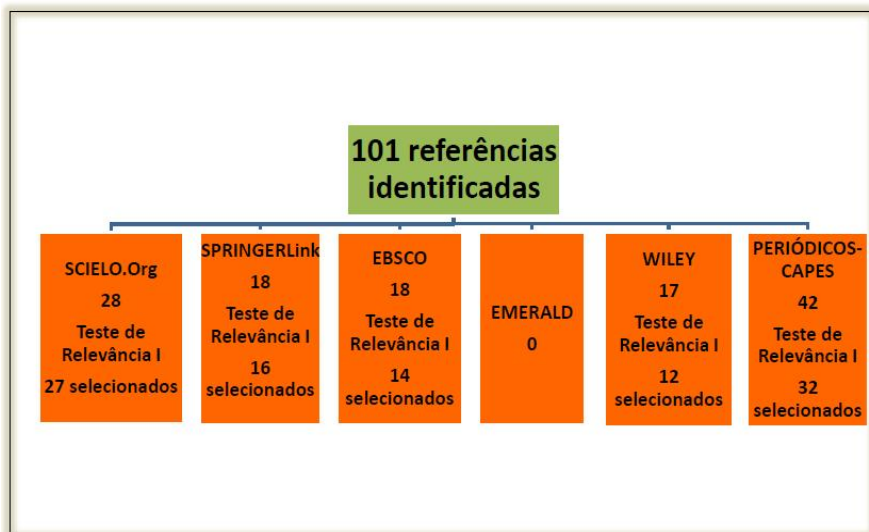 101 referências
identificadas
SCIELO.Org
28
Teste de
Relevância I
27 selecionados
SPRINGERLink
18
Teste de
Relevância I
16
selecionados
EBSCO
18
Teste de
Relevância I
14
selecionados
EMERALD
0
WILEY
17
Teste de
Relevância I
12
selecionados
PERIÓDICOS-
CAPES
42
Teste de
Relevância I
32
selecionados